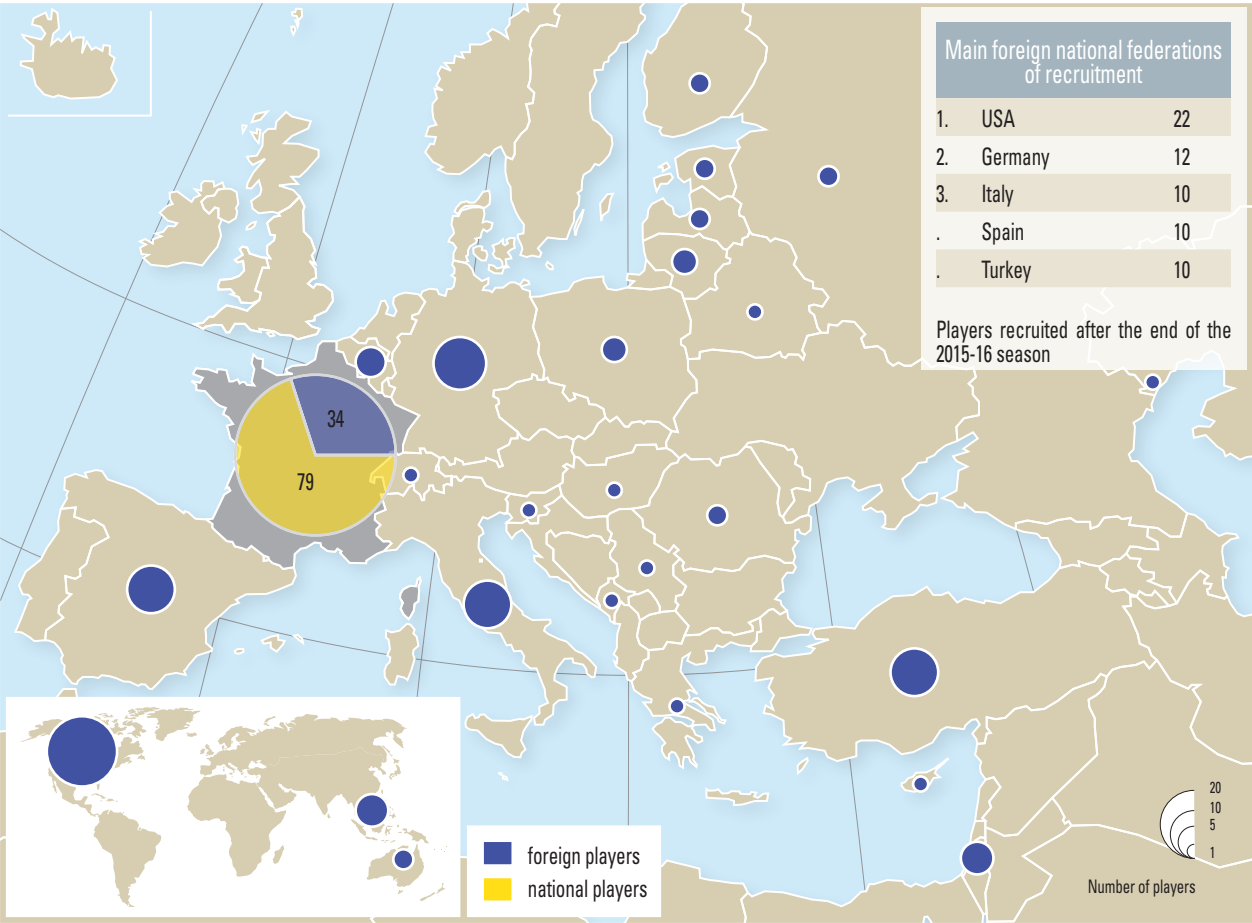 Main foreign national federations
of recruitment
1. USA 22
2. Germany 12
3. Italy 10
. Spain 10
. Turkey 10
Players recruited after the end of the
2015-16 season
34
79
foreign players
national players
20
10
5
1
Number of players